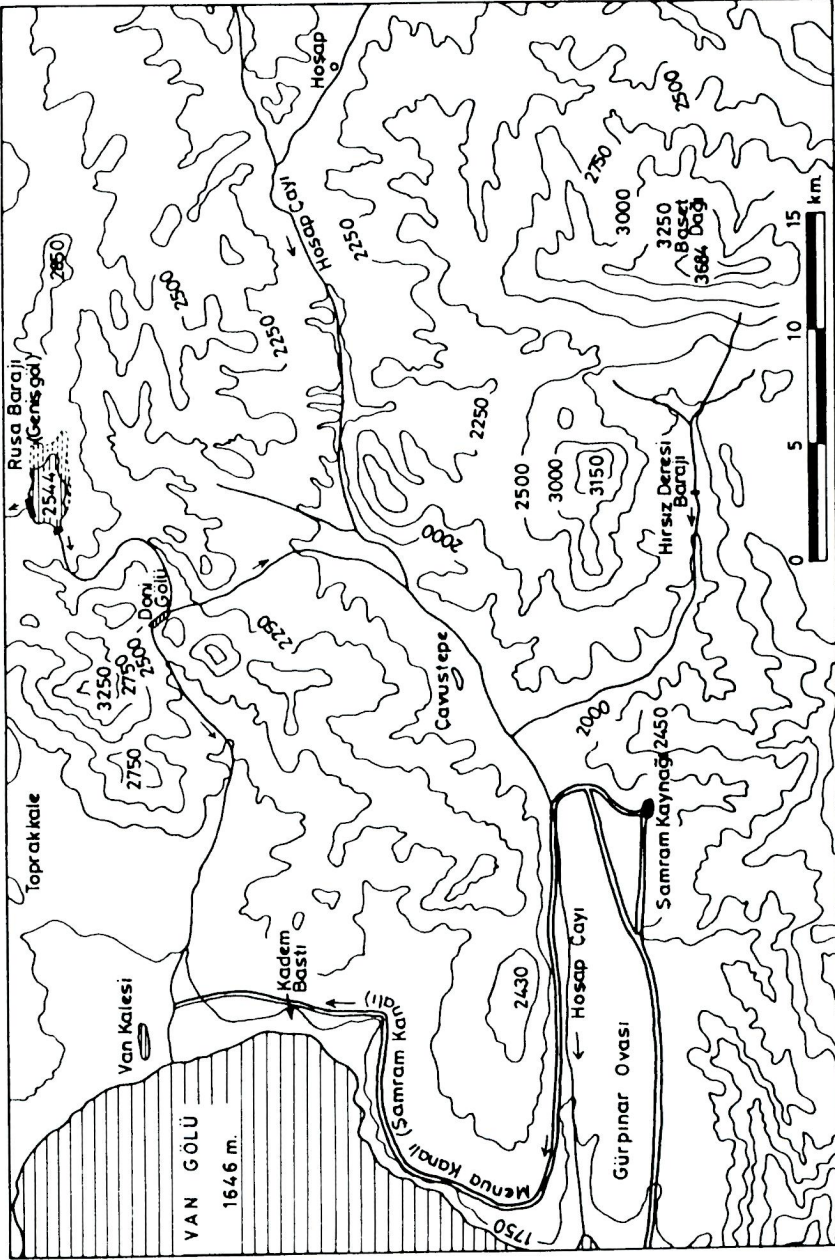 Rusa Barajı
(Genişgöl)
2544
2850
2500
2250
Hoşap
Hoşap Çayı
2250
2500
2750
3000
3250
Başet
Dağı
3684
Toprakkale
3250
2750
2500
2750
Doni
Gölü
2250
2000
2250
2500
3000
3150
Çavuştepe
Hırsız Deresi
Barajı
0
5
10
15
km.
Van Kalesi
Kadem
Bastı
VAN GÖLÜ
1646 m.
Menua Kanalı (Şamram Kanalı)
1750
2430
Hoşap Çayı
Gürpınar Ovası
Şamram Kaynağı
2000
2450